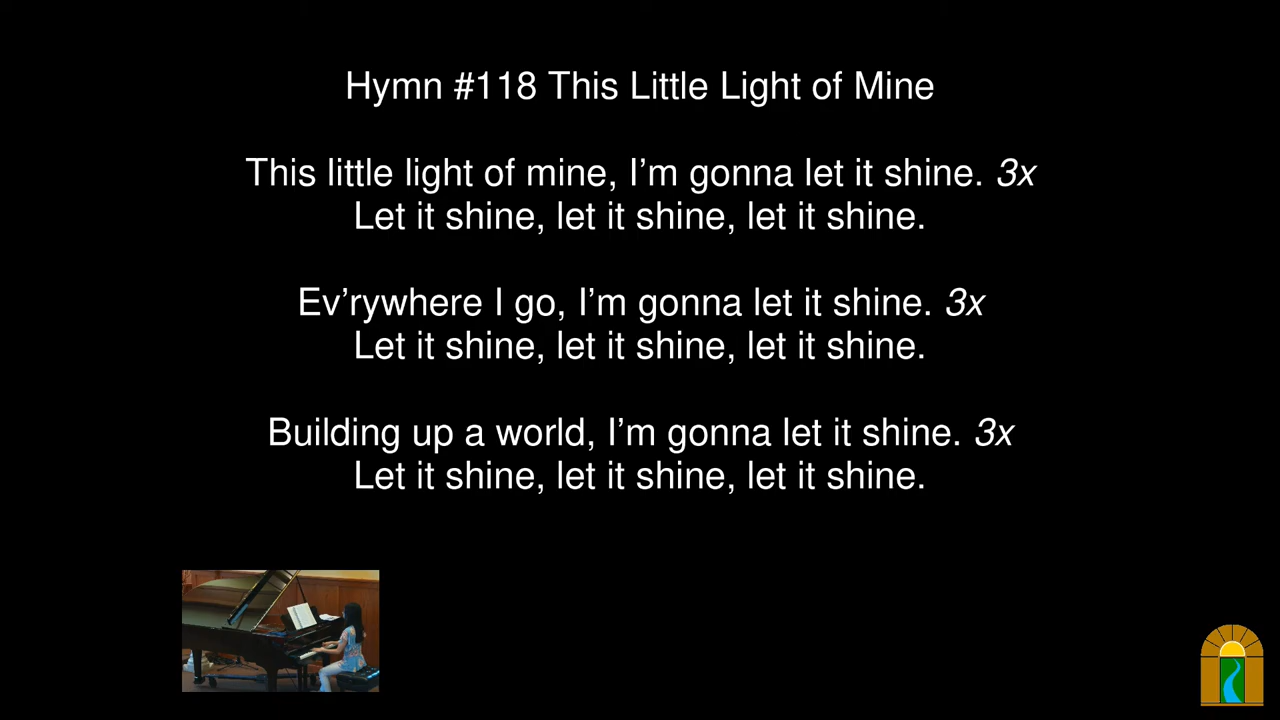 Hymn #118 This Little Light of Mine
This little light of mine, I’m gonna let it shine. 3x
Let it shine, let it shine, let it shine.
Ev’rywhere I go, I’m gonna let it shine. 3x
Let it shine, let it shine, let it shine.
Building up a world, I’m gonna let it shine. 3x
Let it shine, let it shine, let it shine.